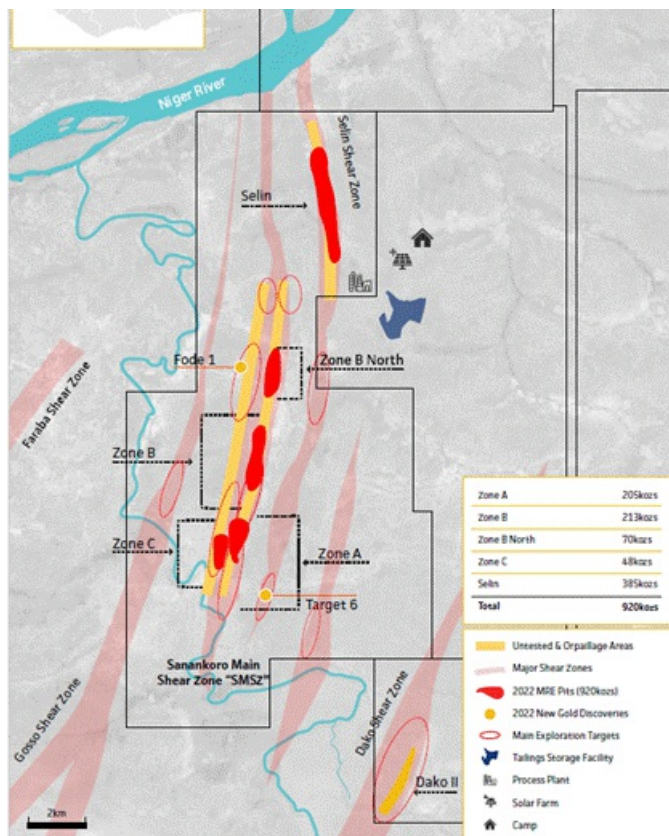 Niger River
Selin Shear Zone
Selin
Fode 1
Zone B North
Faraba Shear Zone
Zone B
Zone C
Zone A
Target 6
Sanankoro Main
Shear Zone "SMSZ"
Gosso Shear Zone
Dako Shear Zone
Dako II
2km
Zone A 205kozs
Zone B 213kozs
Zone B North 70kozs
Zone C 48kozs
Selin 385kozs
Total 920kozs
Untested & Orpaillage Areas
Major Shear Zones
2022 MRE Pits (920kozs)
2022 New Gold Discoveries
Main Exploration Targets
Tailings Storage Facility
Process Plant
Solar Farm
Camp